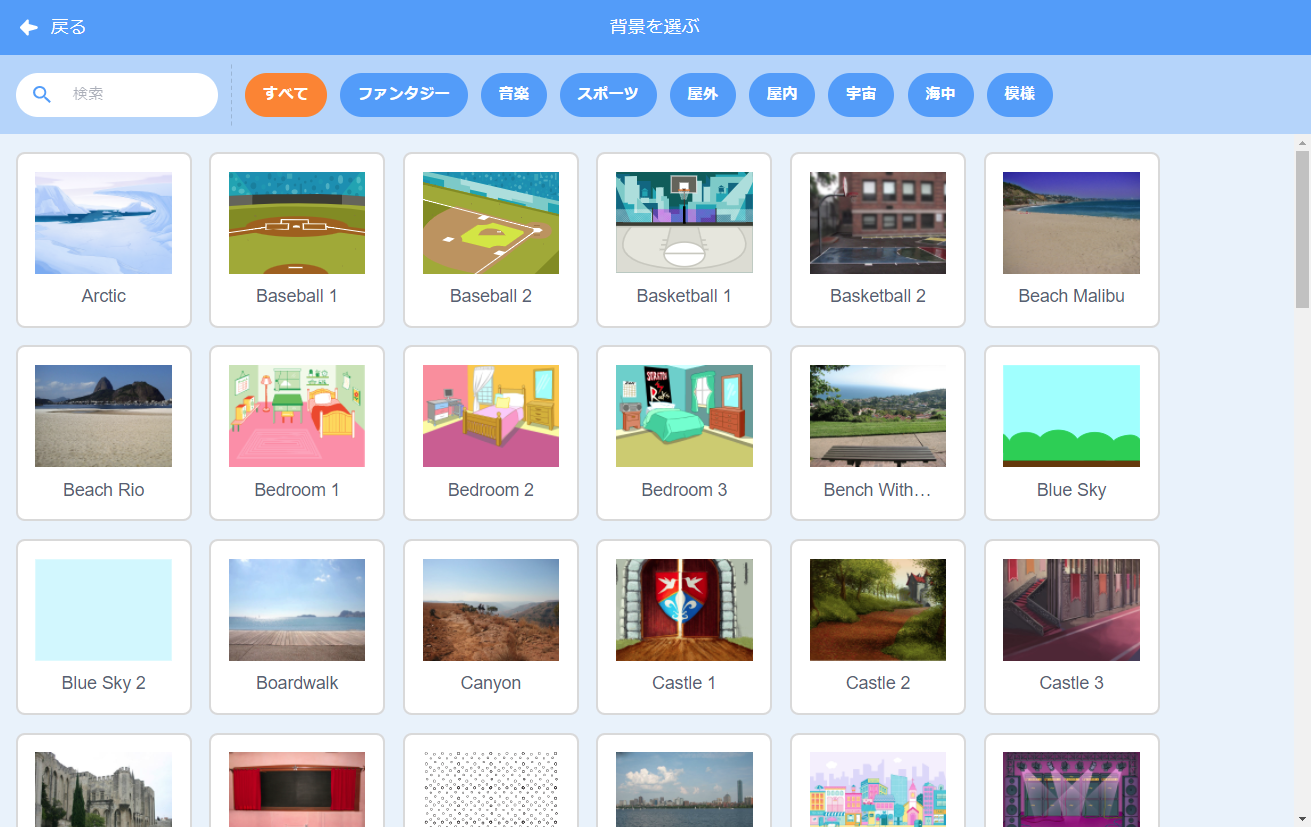 戻る
背景を選ぶ
検索
すべて
ファンタジー
音楽
スポーツ
屋外
屋内
宇宙
海中
模様
Arctic
Baseball 1
Baseball 2
Basketball 1
Basketball 2
Beach Malibu
Beach Rio
Bedroom 1
Bedroom 2
Bedroom 3
Bench With...
Blue Sky
Blue Sky 2
Boardwalk
Canyon
Castle 1
Castle 2
Castle 3